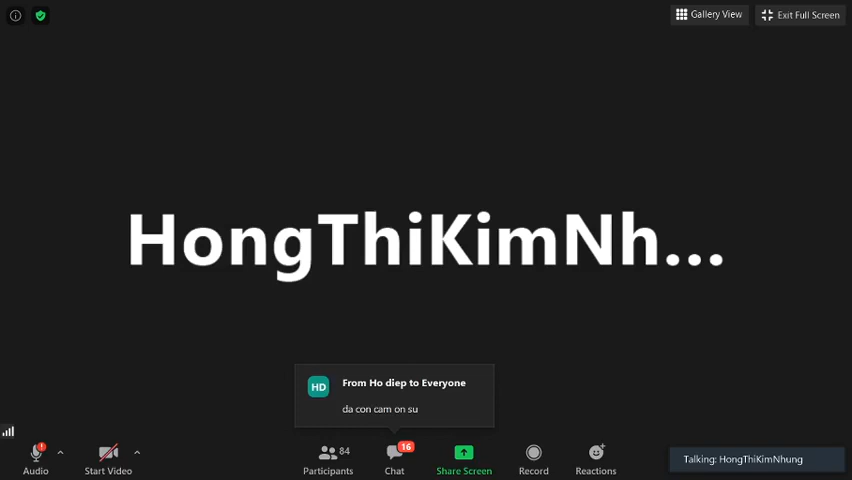 Gallery View
Exit Full Screen
HongThiKimNh...
HD
From Ho diep to Everyone
da con cam on su
Audio
Start Video
84
Participants
16
Chat
Share Screen
Record
Reactions
Talking: HongThiKimNhung